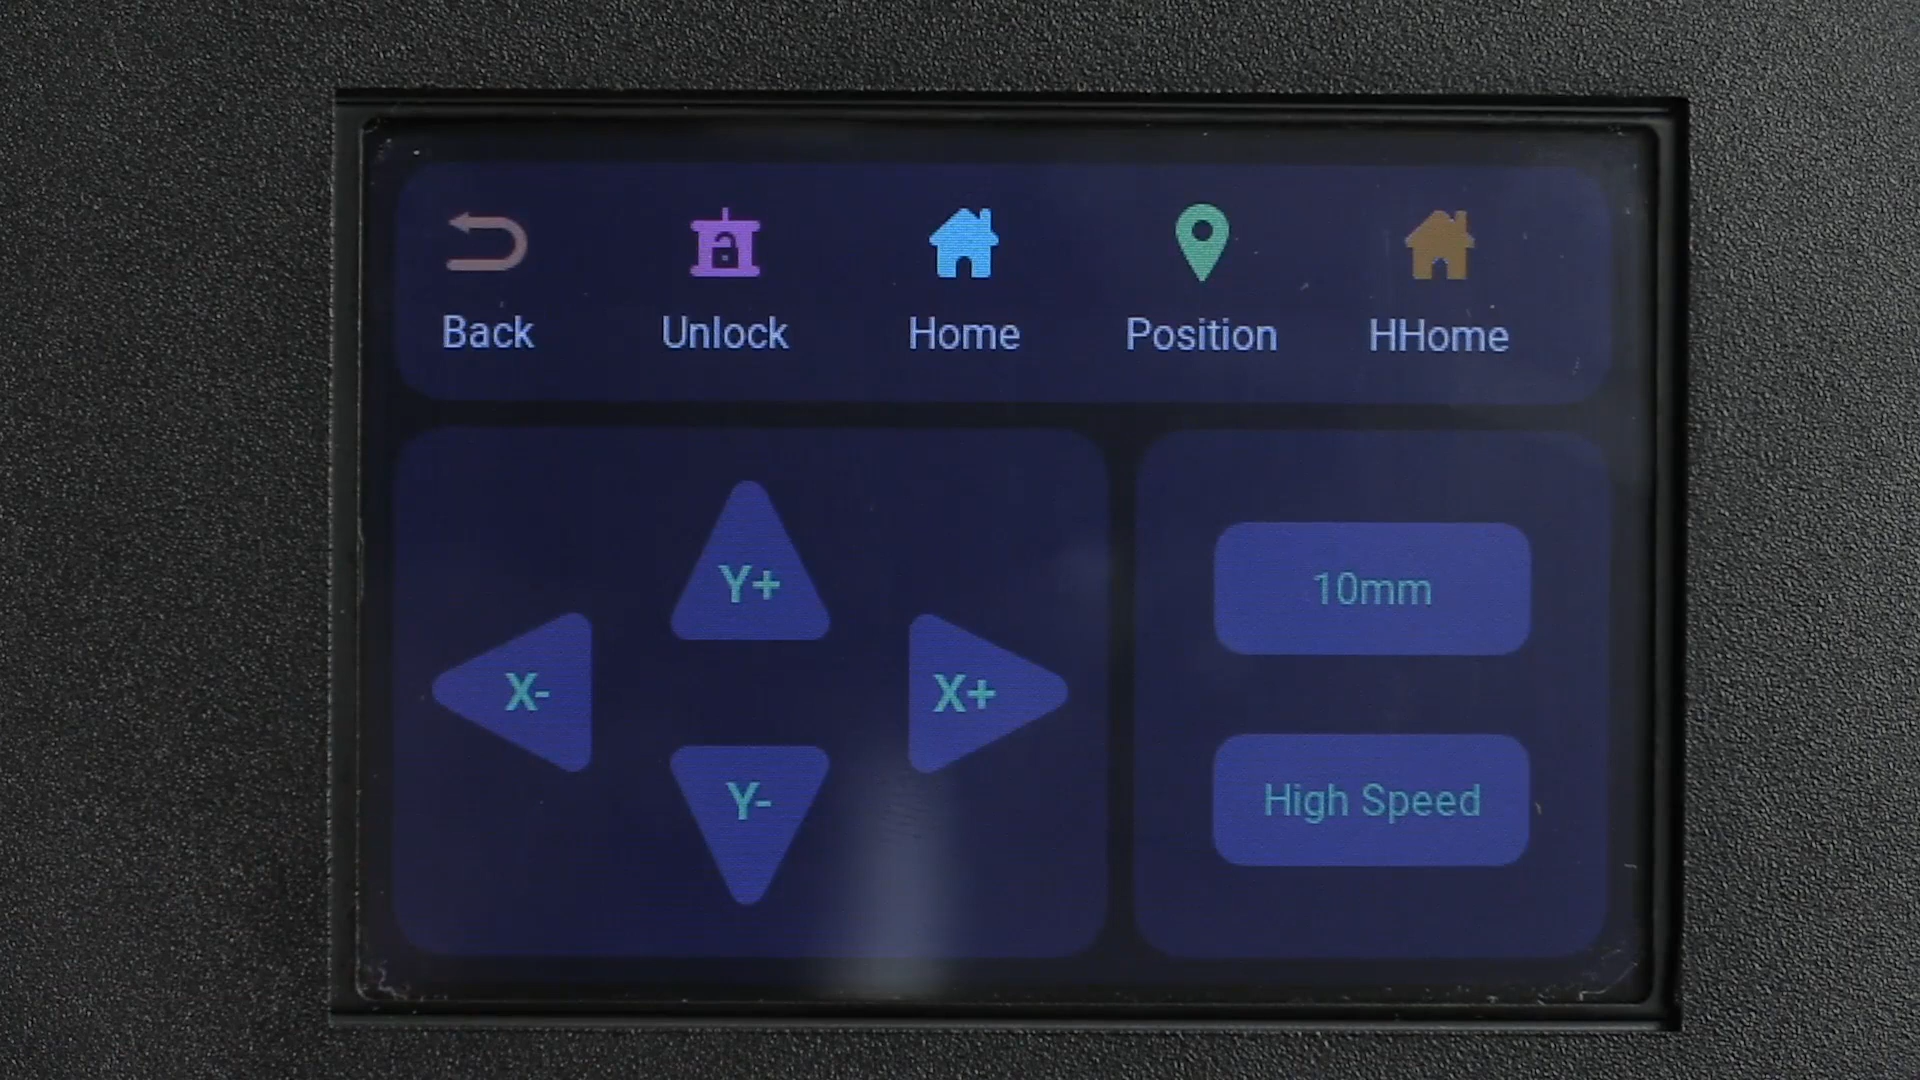 Back
Unlock
Home
Position
HHome
Y+
X-
X+
Y-
10mm
High Speed